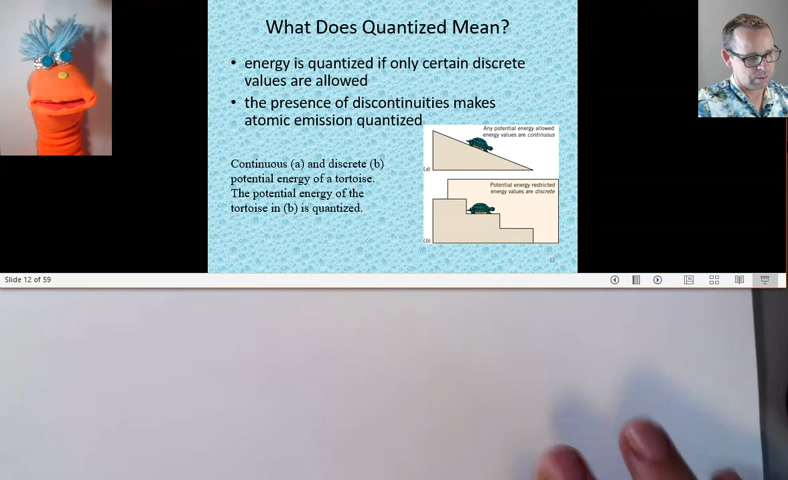 What Does Quantized Mean?
• energy is quantized if only certain discrete
values are allowed
• the presence of discontinuities makes
atomic emission quantized
Continuous (a) and discrete (b)
potential energy of a tortoise.
The potential energy of the
tortoise in (b) is quantized.
Any potential energy allowed
energy values are continuous
(a)
Potential energy restricted
energy values are discrete
(b)
Slide 12 of 59